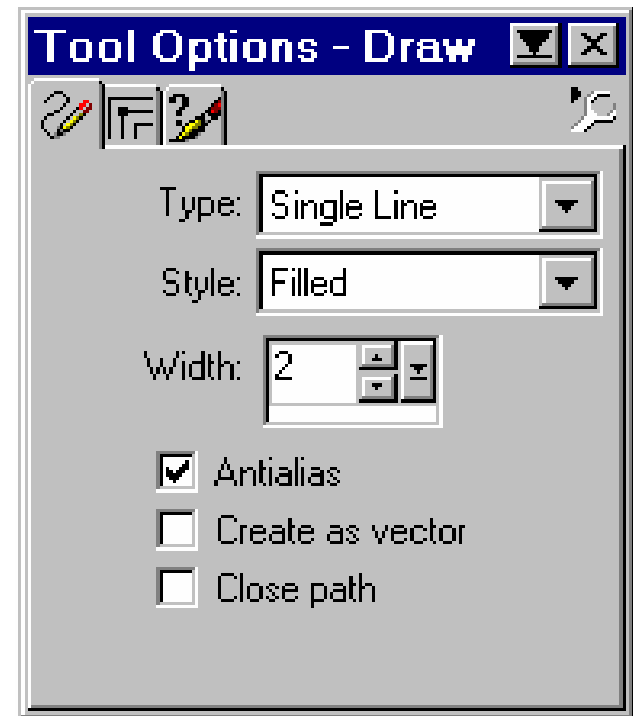 Tool Options - Draw
?
Type: Single Line
Style: Filled
Width: 2
Antialias
Create as vector
Close path